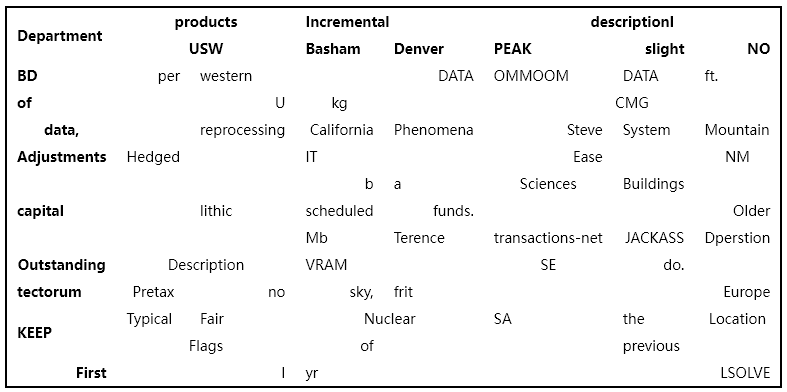 Department products Incremental descriptionl
USW Basham Denver PEAK slight NO
BD per western DATA OMMOOM DATA ft.
of U kg CMG
data, reprocessing California Phenomena Steve System Mountain
Adjustments Hedged IT Ease NM
b a Sciences Buildings
capital lithic scheduled funds. Older
Mb Terence transactions-net JACKASS Dperstion
Outstanding Description VRAM SE do.
tectorum Pretax no sky, frit Europe
KEEP Typical Fair Nuclear SA the Location
Flags of previous
First I yr LSOLVE